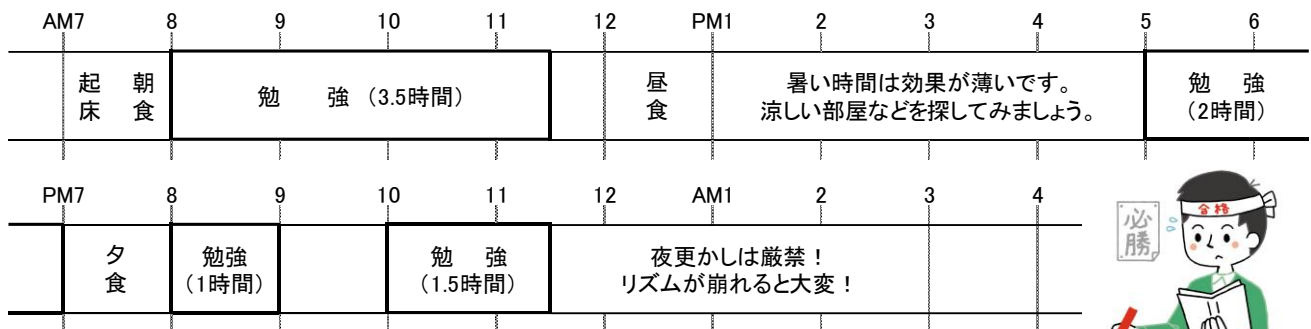 AM7 8 9 10 11 12 PM1 2 3 4 5 6
起床 朝食
勉 強 (3.5時間)
昼食
暑い時間は効果が薄いです。
涼しい部屋などを探してみましょう。
勉 強
(2時間)
PM7 8 9 10 11 12 AM1 2 3 4
夕食
勉強
(1時間)
勉 強
(1.5時間)
夜更かしは厳禁!
リズムが崩れると大変!
必勝
合格